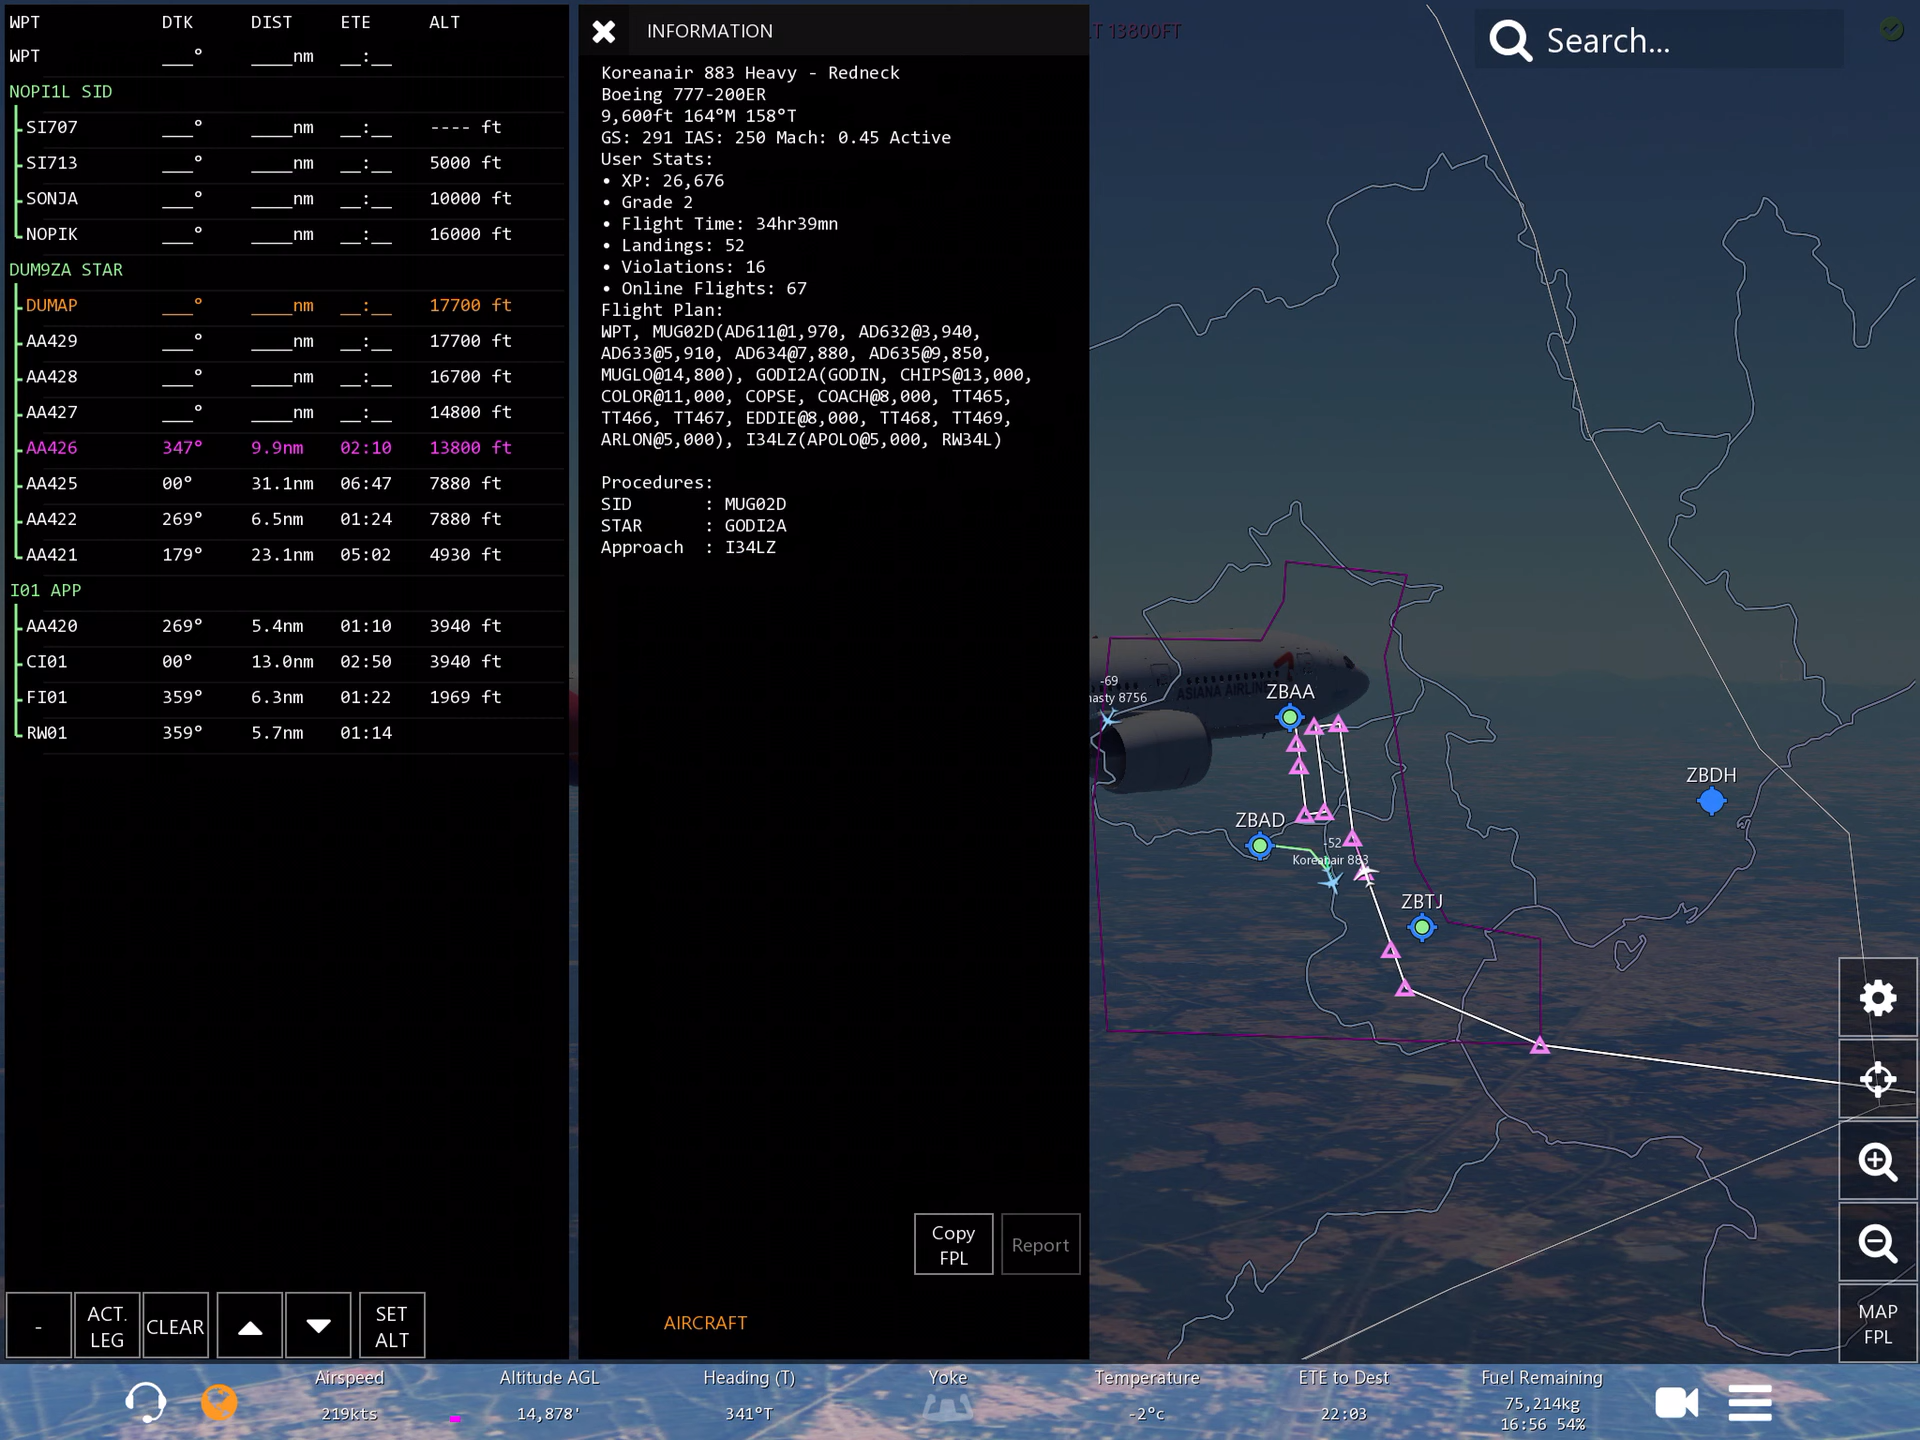 WPT DTK DIST ETE ALT
WPT ___° ____nm __:__
NOPI1L SID
SI707 ___° ____nm __:__ ---- ft
SI713 ___° ____nm __:__ 5000 ft
SONJA ___° ____nm __:__ 10000 ft
NOPIK ___° ____nm __:__ 16000 ft
DUM9ZA STAR
DUMAP ___° ____nm __:__ 17700 ft
AA429 ___° ____nm __:__ 17700 ft
AA428 ___° ____nm __:__ 16700 ft
AA427 ___° ____nm __:__ 14800 ft
AA426 347° 9.9nm 02:10 13800 ft
AA425 00° 31.1nm 06:47 7880 ft
AA422 269° 6.5nm 01:24 7880 ft
AA421 179° 23.1nm 05:02 4930 ft
I01 APP
AA420 269° 5.4nm 01:10 3940 ft
CI01 00° 13.0nm 02:50 3940 ft
FI01 359° 6.3nm 01:22 1969 ft
RW01 359° 5.7nm 01:14
-
ACT. LEG
CLEAR
SET ALT
INFORMATION
Koreanair 883 Heavy - Redneck
Boeing 777-200ER
9,600ft 164°M 158°T
GS: 291 IAS: 250 Mach: 0.45 Active
User Stats:
• XP: 26,676
• Grade 2
• Flight Time: 34hr39mn
• Landings: 52
• Violations: 16
• Online Flights: 67
Flight Plan:
WPT, MUG02D(AD611@1,970, AD632@3,940,
AD633@5,910, AD634@7,880, AD635@9,850,
MUGLO@14,800), GODI2A(GODIN, CHIPS@13,000,
COLOR@11,000, COPSE, COACH@8,000, TT465,
TT466, TT467, EDDIE@8,000, TT468, TT469,
ARLON@5,000), I34LZ(APOLO@5,000, RW34L)
Procedures:
SID : MUG02D
STAR : GODI2A
Approach : I34LZ
Copy FPL
Report
AIRCRAFT
T 13800FT
Search...
ASIANA AIRLIN
-69
nasty 8756
ZBAA
ZBAD
-52
Koreanair 883
ZBTJ
ZBDH
MAP FPL
Airspeed
219kts
Altitude AGL
14,878'
Heading (T)
341°T
Yoke
Temperature
-2°c
ETE to Dest
22:03
Fuel Remaining
75,214kg
16:56 54%